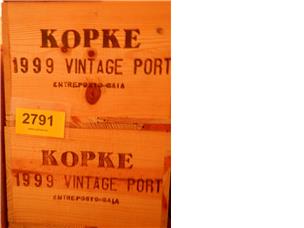 KOPKE
1999 VINTAGE PORT
ENTREPOSTO-GAIA
2791
KOPKE
1999 VINTAGE PORT
ENTREPOSTO-GAIA